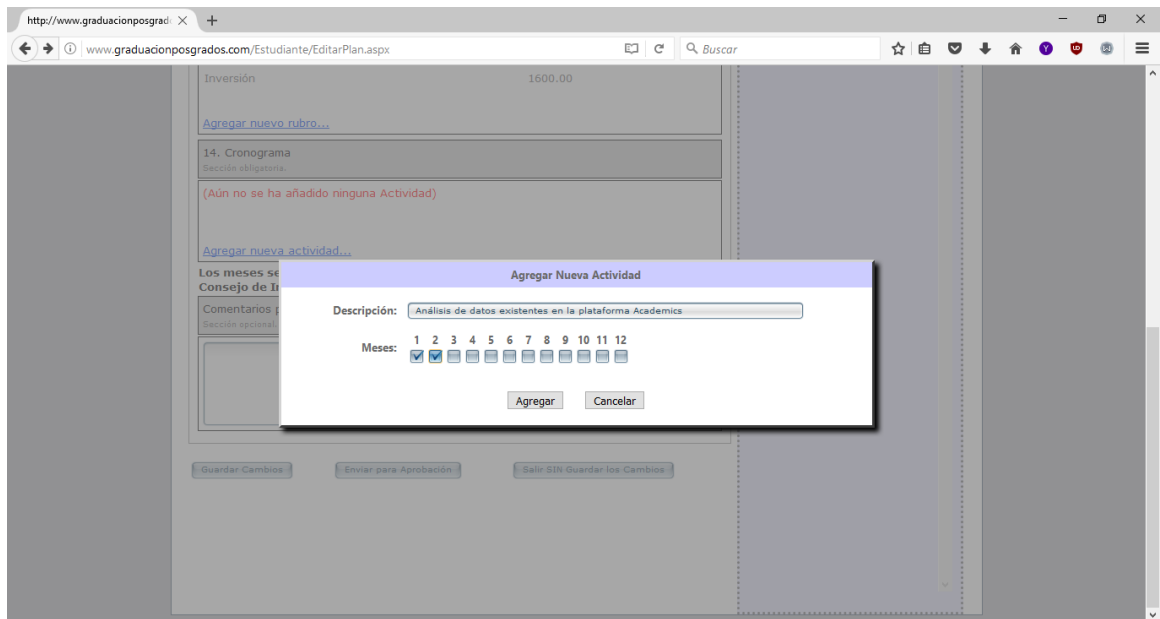 http://www.graduacionposgrad
www.graduacionposgrados.com/Estudiante/EditarPlan.aspx
Buscar
Inversión 1600.00
Agregar nuevo rubro...
14. Cronograma
Sección obligatoria.
(Aún no se ha añadido ninguna Actividad)
Agregar nueva actividad...
Los meses se
Consejo de In
Comentarios p
Sección opcional.
Agregar Nueva Actividad
Descripción: Análisis de datos existentes en la plataforma Academics
1 2 3 4 5 6 7 8 9 10 11 12
Meses:
Agregar Cancelar
Guardar Cambios Enviar para Aprobación Salir SIN Guardar los Cambios